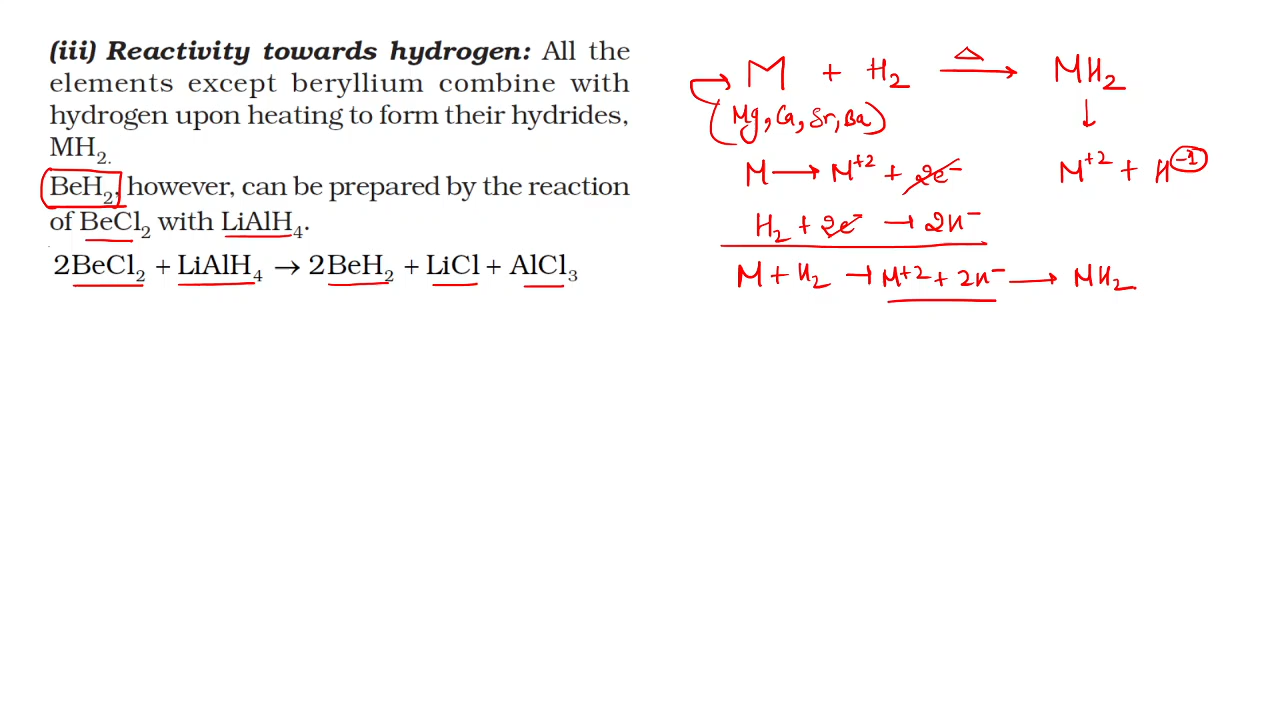 (iii) Reactivity towards hydrogen: All the
elements except beryllium combine with
hydrogen upon heating to form their hydrides,
MH₂.
BeH₂, however, can be prepared by the reaction
of BeCl₂ with LiAlH₄.
2BeCl₂ + LiAlH₄ → 2BeH₂ + LiCl + AlCl₃
M + H₂ —Δ→ MH₂
(Mg, Ca, Sr, Ba) ↓
M → M⁺² + 2e⁻ M⁺² + H⁻¹
H₂ + 2e⁻ → 2H⁻
M + H₂ → M⁺² + 2H⁻ → MH₂